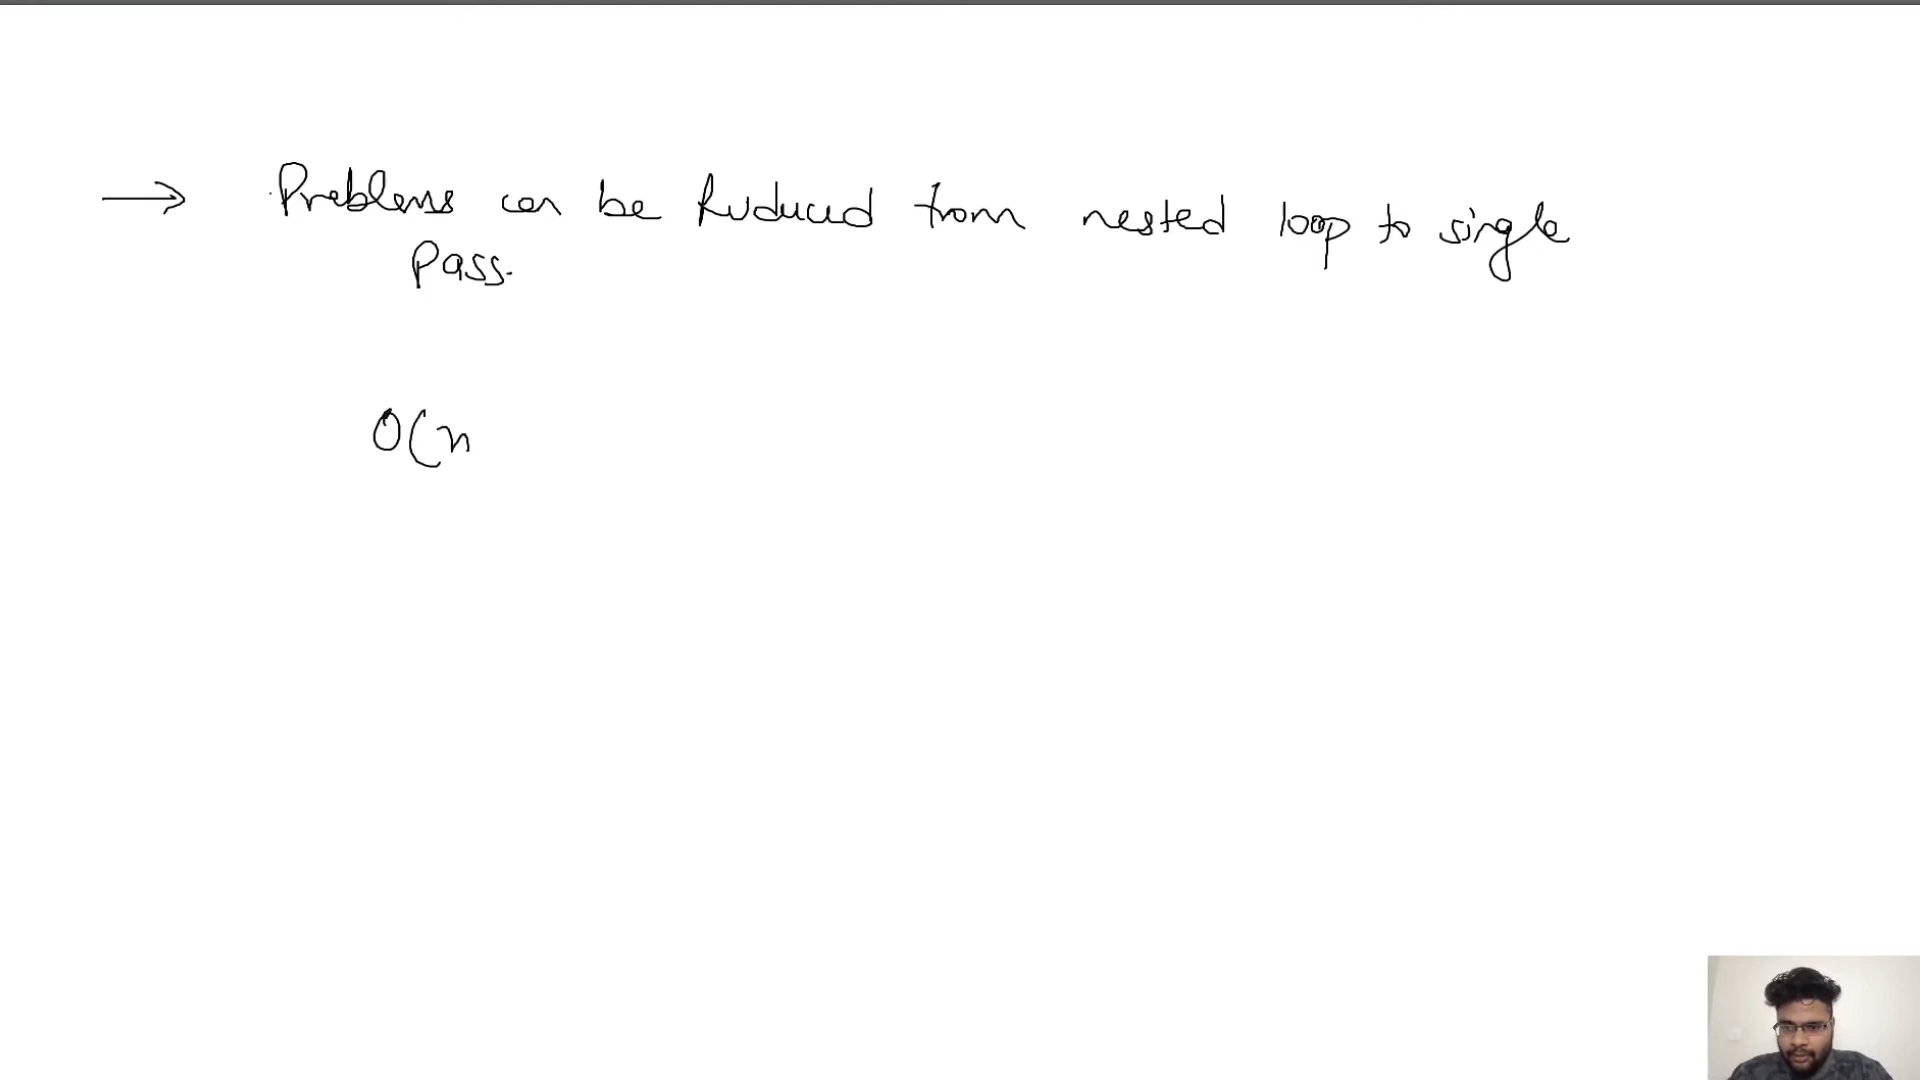 → Problems can be Reduced from nested loop to single
Pass.
O(n